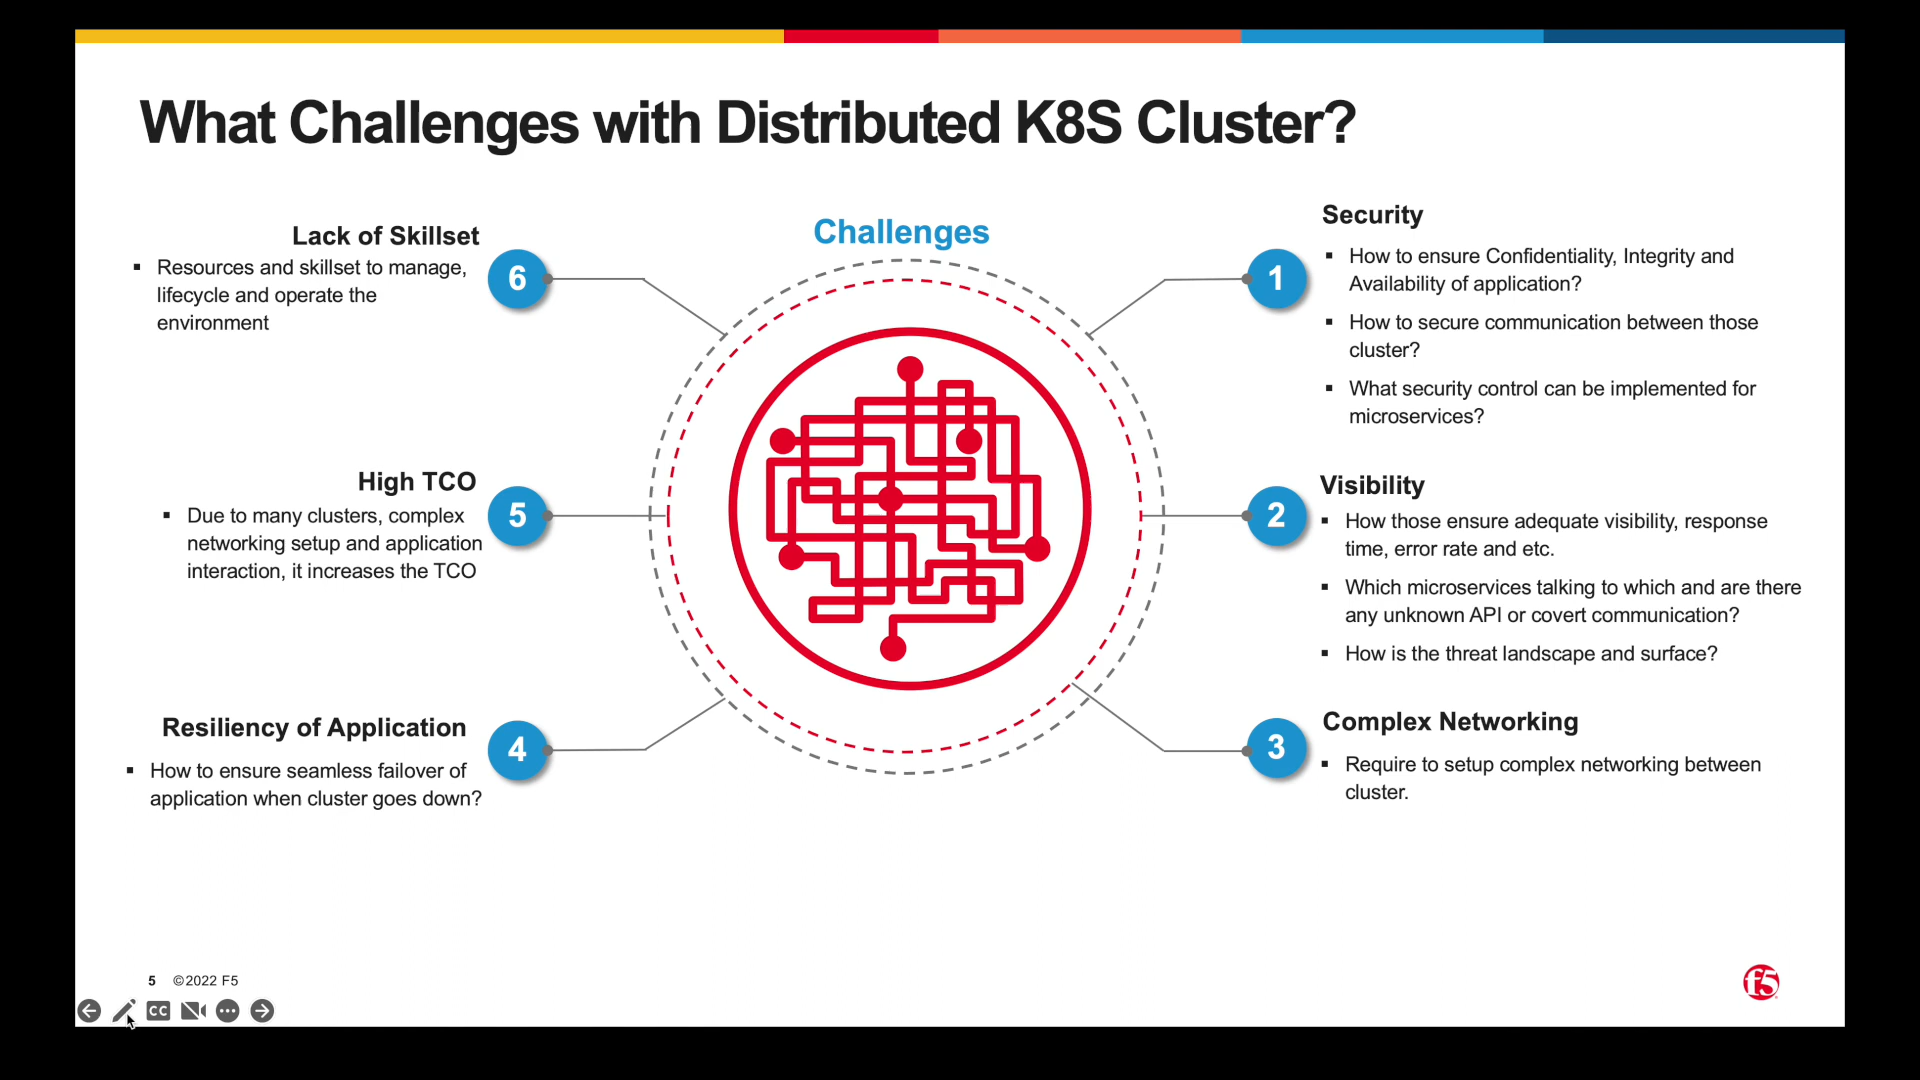 What Challenges with Distributed K8S Cluster?
Challenges
1
Security
▪ How to ensure Confidentiality, Integrity and
Availability of application?
▪ How to secure communication between those
cluster?
▪ What security control can be implemented for
microservices?
2
Visibility
▪ How those ensure adequate visibility, response
time, error rate and etc.
▪ Which microservices talking to which and are there
any unknown API or covert communication?
▪ How is the threat landscape and surface?
3
Complex Networking
▪ Require to setup complex networking between
cluster.
4
Resiliency of Application
▪ How to ensure seamless failover of
application when cluster goes down?
5
High TCO
▪ Due to many clusters, complex
networking setup and application
interaction, it increases the TCO
6
Lack of Skillset
▪ Resources and skillset to manage,
lifecycle and operate the
environment
5 ©2022 F5
CC
f5